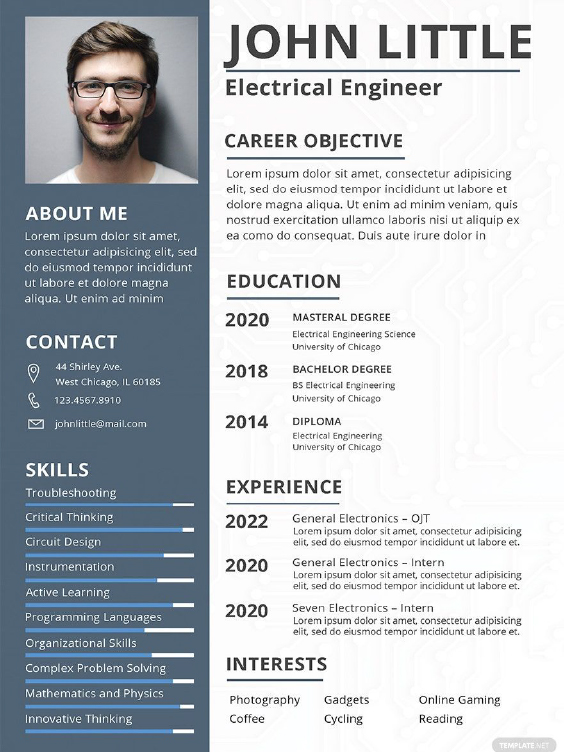 JOHN LITTLE
Electrical Engineer
CAREER OBJECTIVE
Lorem ipsum dolor sit amet, consectetur adipisicing
elit, sed do eiusmod tempor incididunt ut labore et
dolore magna aliqua. Ut enim ad minim veniam, quis
nostrud exercitation ullamco laboris nisi ut aliquip ex
ea como do consequat. Duis aute irure dolor in
ABOUT ME
Lorem ipsum dolor sit amet,
consectetur adipisicing elit, sed
do eiusmod tempor incididunt
ut labore et dolore magna
aliqua. Ut enim ad minim
CONTACT
44 Shirley Ave.
West Chicago, IL 60185
123.4567.8910
johnlittle@mail.com
SKILLS
Troubleshooting
Critical Thinking
Circuit Design
Instrumentation
Active Learning
Programming Languages
Organizational Skills
Complex Problem Solving
Mathematics and Physics
Innovative Thinking
EDUCATION
2020 MASTERAL DEGREE
Electrical Engineering Science
University of Chicago
2018 BACHELOR DEGREE
BS Electrical Engineering
University of Chicago
2014 DIPLOMA
Electrical Engineering
University of Chicago
EXPERIENCE
2022 General Electronics – OJT
Lorem ipsum dolor sit amet, consectetur adipisicing
elit, sed do eiusmod tempor incididunt ut labore et.
2020 General Electronics – Intern
Lorem ipsum dolor sit amet, consectetur adipisicing
elit, sed do eiusmod tempor incididunt ut labore et.
2020 Seven Electronics – Intern
Lorem ipsum dolor sit amet, consectetur adipisicing
elit, sed do eiusmod tempor incididunt ut labore et.
INTERESTS
Photography Gadgets Online Gaming
Coffee Cycling Reading
TEMPLATE.NET